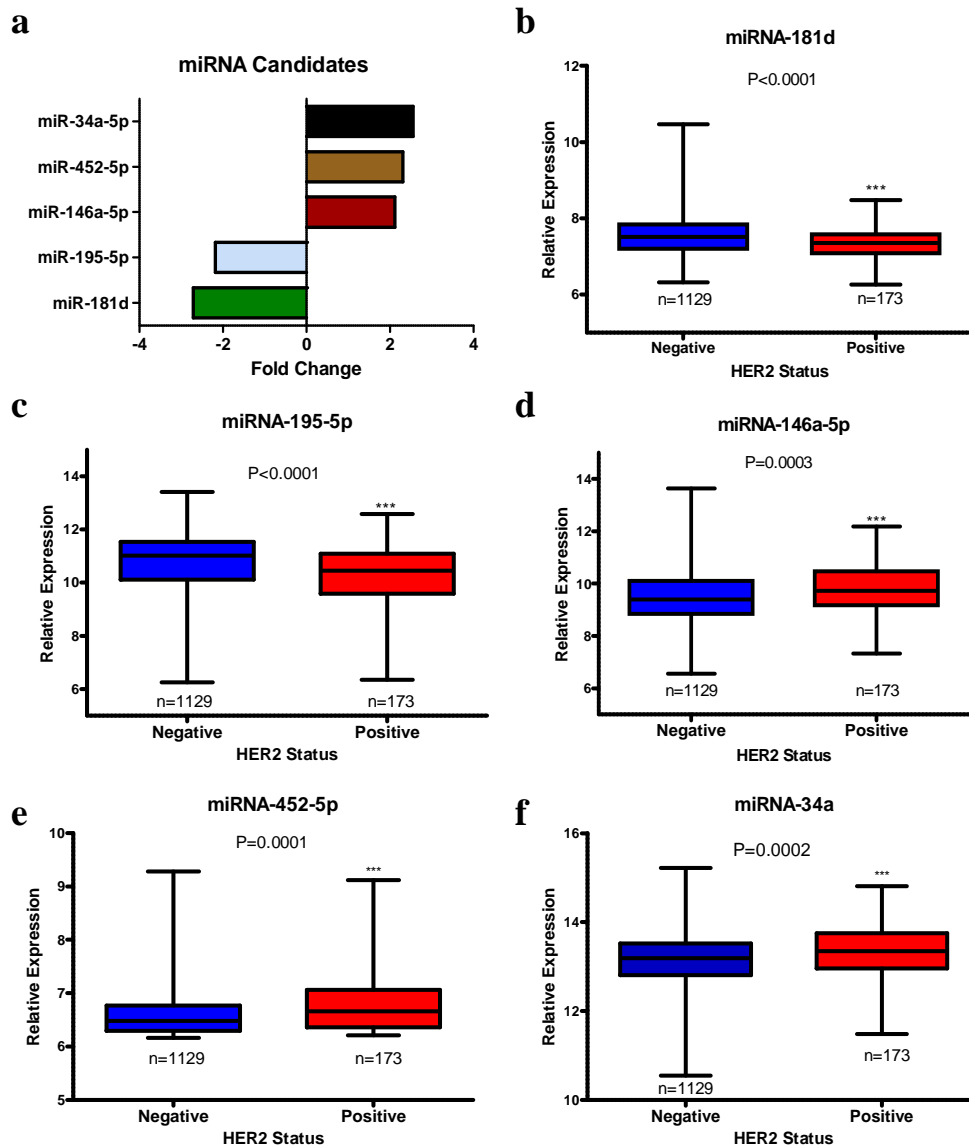 a
miRNA Candidates
miR-34a-5p
miR-452-5p
miR-146a-5p
miR-195-5p
miR-181d
-4 -2 0 2 4
Fold Change
b
miRNA-181d
P<0.0001
Relative Expression
12
10
8
6
***
n=1129 n=173
Negative Positive
HER2 Status
c
miRNA-195-5p
P<0.0001
Relative Expression
14
12
10
8
6
***
n=1129 n=173
Negative Positive
HER2 Status
d
miRNA-146a-5p
P=0.0003
Relative Expression
14
12
10
8
6
***
n=1129 n=173
Negative Positive
HER2 Status
e
miRNA-452-5p
P=0.0001
Relative Expression
10
9
8
7
6
5
***
n=1129 n=173
Negative Positive
HER2 Status
f
miRNA-34a
P=0.0002
Relative Expression
16
14
12
10
***
n=1129 n=173
Negative Positive
HER2 Status